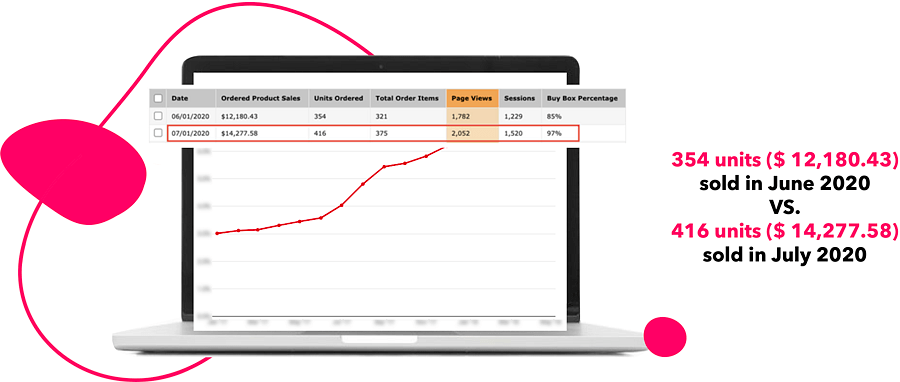 Date Ordered Product Sales Units Ordered Total Order Items Page Views Sessions Buy Box Percentage
06/01/2020 $12,180.43 354 321 1,782 1,229 85%
07/01/2020 $14,277.58 416 375 2,052 1,520 97%
354 units ($ 12,180.43)
sold in June 2020
VS.
416 units ($ 14,277.58)
sold in July 2020